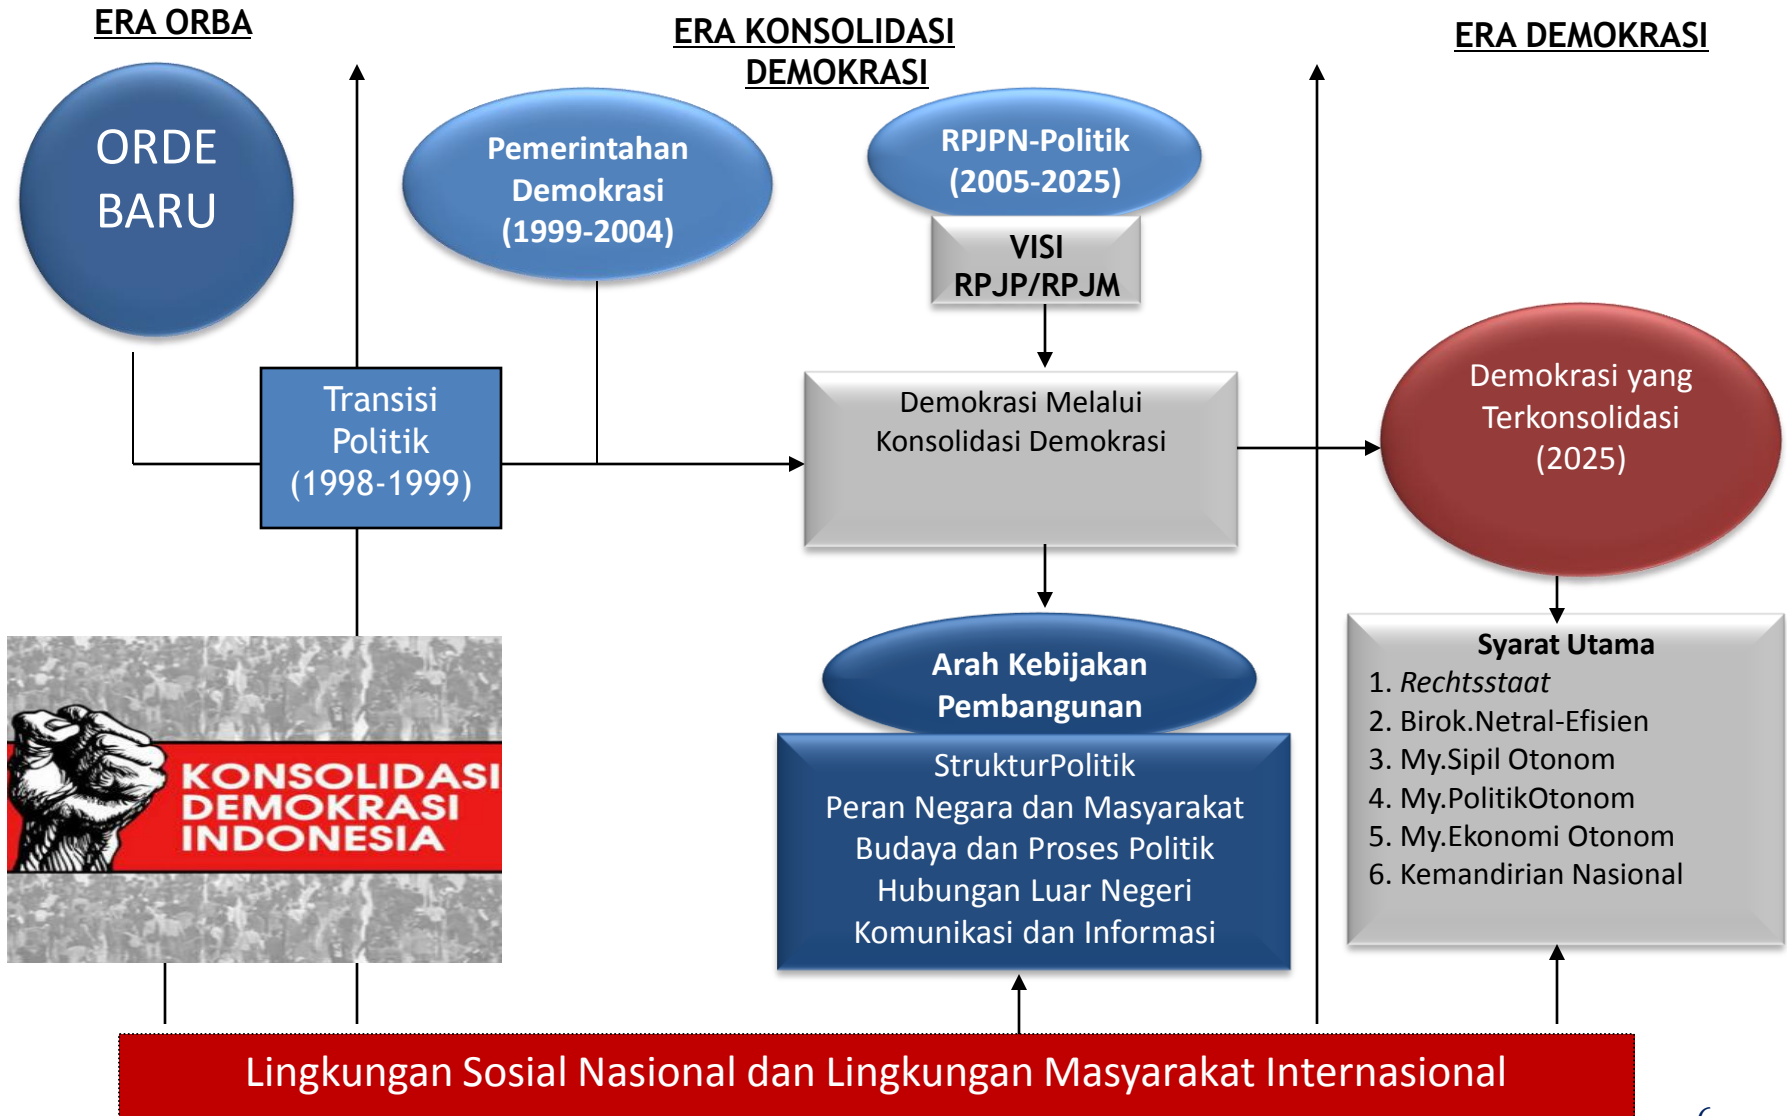 ERA ORBA
ERA KONSOLIDASI
DEMOKRASI
ERA DEMOKRASI
ORDE
BARU
Pemerintahan
Demokrasi
(1999-2004)
RPJPN-Politik
(2005-2025)
VISI
RPJP/RPJM
Transisi
Politik
(1998-1999)
Demokrasi Melalui
Konsolidasi Demokrasi
Demokrasi yang
Terkonsolidasi
(2025)
KONSOLIDASI
DEMOKRASI
INDONESIA
Arah Kebijakan
Pembangunan
StrukturPolitik
Peran Negara dan Masyarakat
Budaya dan Proses Politik
Hubungan Luar Negeri
Komunikasi dan Informasi
Syarat Utama
1. Rechtsstaat
2. Birok.Netral-Efisien
3. My.Sipil Otonom
4. My.PolitikOtonom
5. My.Ekonomi Otonom
6. Kemandirian Nasional
Lingkungan Sosial Nasional dan Lingkungan Masyarakat Internasional